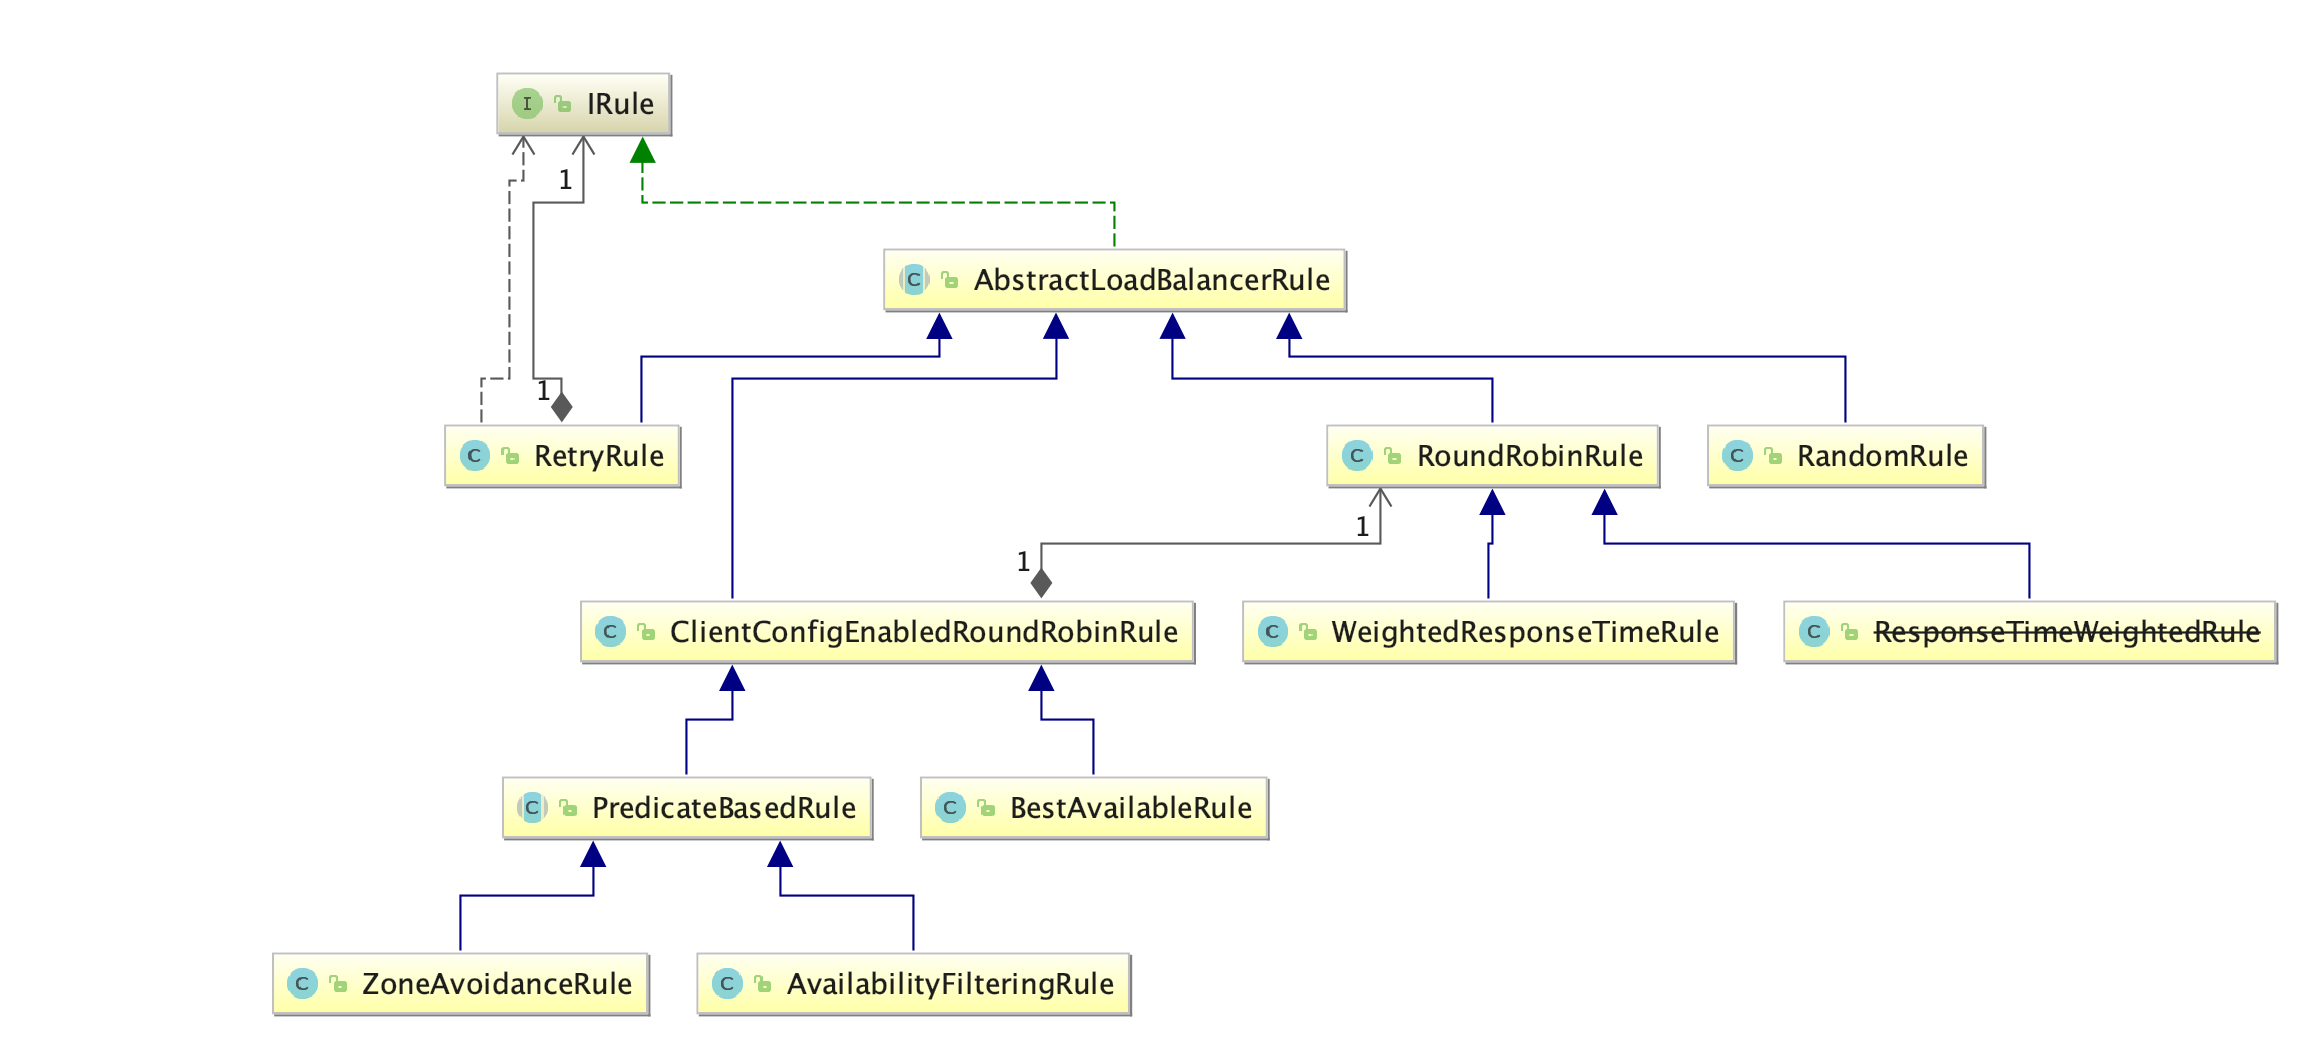 I IRule
1
C AbstractLoadBalancerRule
1
C RetryRule
C RoundRobinRule
C RandomRule
1
1
C ClientConfigEnabledRoundRobinRule
C WeightedResponseTimeRule
C ResponseTimeWeightedRule
C PredicateBasedRule
C BestAvailableRule
C ZoneAvoidanceRule
C AvailabilityFilteringRule